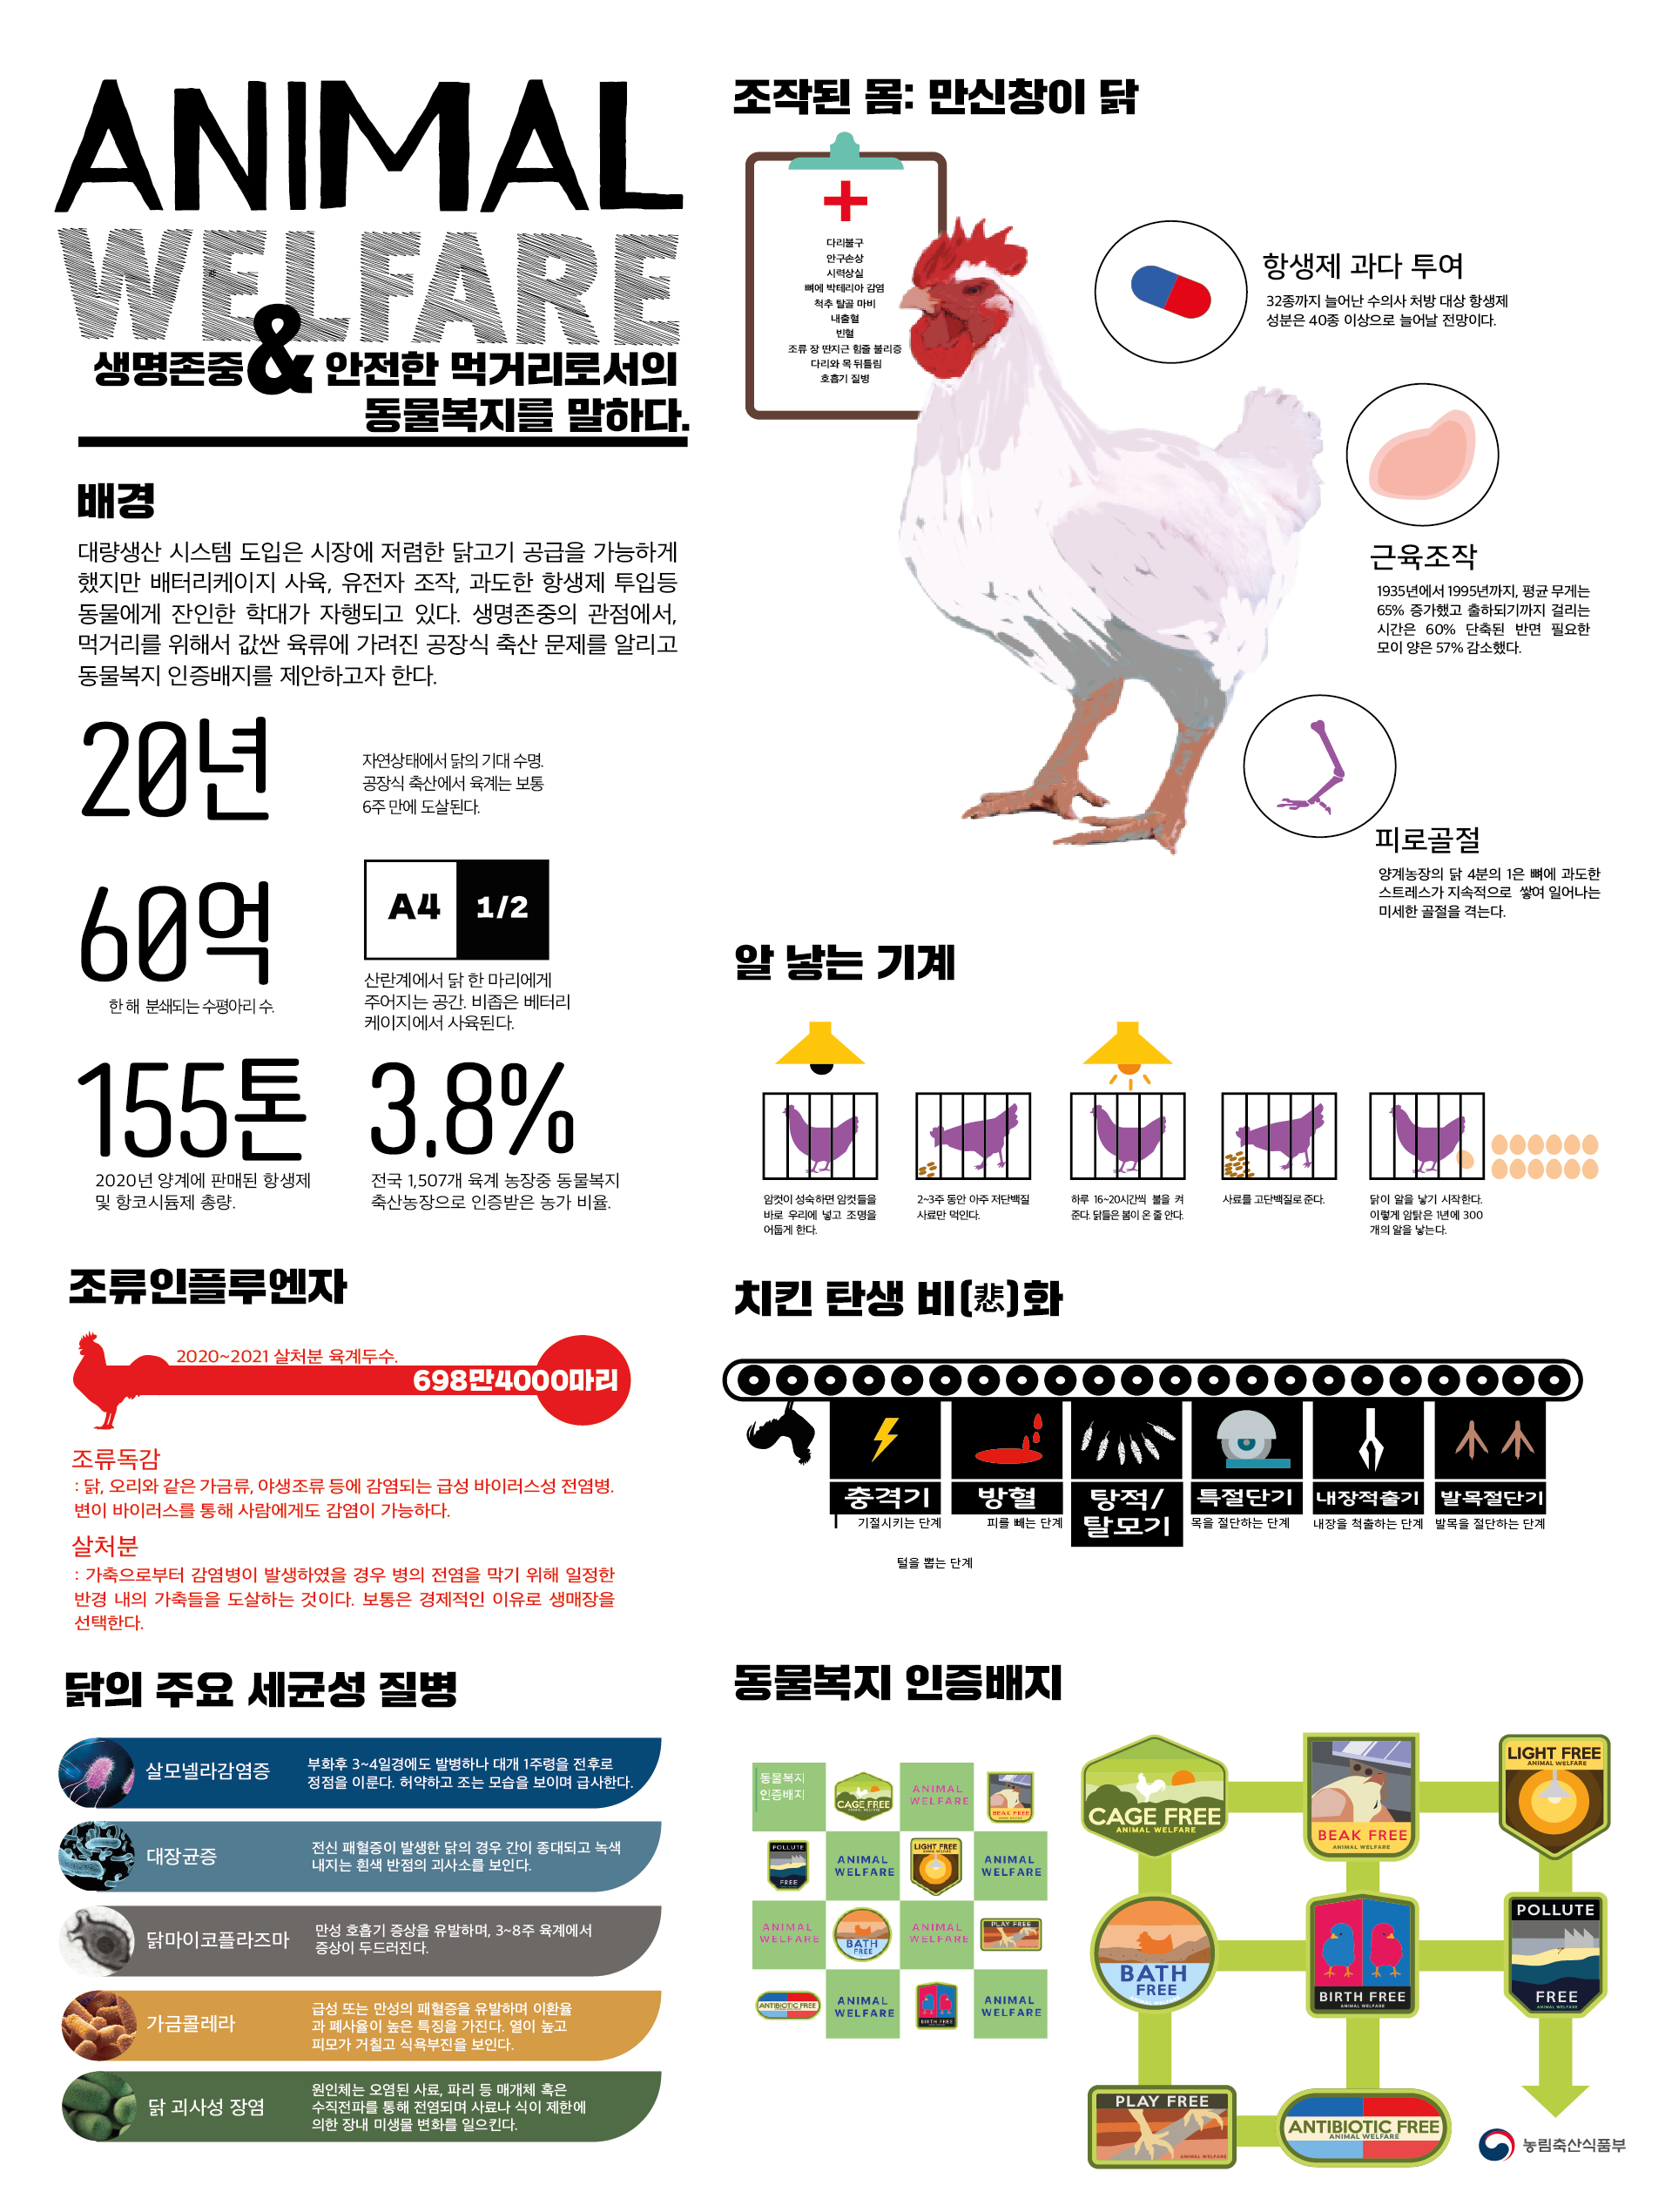 ANIMAL
WELFARE
생명존중 & 안전한 먹거리로서의
동물복지를 말하다.
배경
대량생산 시스템 도입은 시장에 저렴한 닭고기 공급을 가능하게
했지만 배터리케이지 사육, 유전자 조작, 과도한 항생제 투입등
동물에게 잔인한 학대가 자행되고 있다. 생명존중의 관점에서,
먹거리를 위해서 값싼 육류에 가려진 공장식 축산 문제를 알리고
동물복지 인증배지를 제안하고자 한다.
20년
자연상태에서 닭의 기대 수명.
공장식 축산에서 육계는 보통
6주 만에 도살된다.
60억
한 해 분쇄되는 수평아리 수.
A4 1/2
산란계에서 닭 한 마리에게
주어지는 공간. 비좁은 베터리
케이지에서 사육된다.
155톤
2020년 양계에 판매된 항생제
및 항코시듐제 총량.
3.8%
전국 1,507개 육계 농장중 동물복지
축산농장으로 인증받은 농가 비율.
조류인플루엔자
2020~2021 살처분 육계두수.
698만4000마리
조류독감
: 닭, 오리와 같은 가금류, 야생조류 등에 감염되는 급성 바이러스성 전염병.
변이 바이러스를 통해 사람에게도 감염이 가능하다.
살처분
: 가축으로부터 감염병이 발생하였을 경우 병의 전염을 막기 위해 일정한
반경 내의 가축들을 도살하는 것이다. 보통은 경제적인 이유로 생매장을
선택한다.
닭의 주요 세균성 질병
살모넬라감염증
부화후 3~4일경에도 발병하나 대개 1주령을 전후로
정점을 이룬다. 허약하고 조는 모습을 보이며 급사한다.
대장균증
전신 패혈증이 발생한 닭의 경우 간이 종대되고 녹색
내지는 흰색 반점의 괴사소를 보인다.
닭마이코플라즈마
만성 호흡기 증상을 유발하며, 3~8주 육계에서
증상이 두드러진다.
가금콜레라
급성 또는 만성의 패혈증을 유발하며 이환율
과 폐사율이 높은 특징을 가진다. 열이 높고
피모가 거칠고 식욕부진을 보인다.
닭 괴사성 장염
원인체는 오염된 사료, 파리 등 매개체 혹은
수직전파를 통해 전염되며 사료나 식이 제한에
의한 장내 미생물 변화를 일으킨다.
조작된 몸: 만신창이 닭
다리불구
안구손상
시력상실
뼈에 박테리아 감염
척추 탈골 마비
내출혈
빈혈
조류 장 딴지근 힘줄 불리증
다리와 목 뒤틀림
호흡기 질병
항생제 과다 투여
32종까지 늘어난 수의사 처방 대상 항생제
성분은 40종 이상으로 늘어날 전망이다.
근육조작
1935년에서 1995년까지, 평균 무게는
65% 증가했고 출하되기까지 걸리는
시간은 60% 단축된 반면 필요한
모이 양은 57% 감소했다.
피로골절
양계농장의 닭 4분의 1은 뼈에 과도한
스트레스가 지속적으로 쌓여 일어나는
미세한 골절을 격는다.
알 낳는 기계
암컷이 성숙하면 암컷들을
바로 우리에 넣고 조명을
어둡게 한다.
2~3주 동안 아주 저단백질
사료만 먹인다.
하루 16~20시간씩 불을 켜
준다. 닭들은 봄이 온 줄 안다.
사료를 고단백질로 준다.
닭이 알을 낳기 시작한다.
이렇게 암탉은 1년에 300
개의 알을 낳는다.
치킨 탄생 비(悲)화
충격기
기절시키는 단계
방혈
피를 빼는 단계
탕적/
탈모기
털을 뽑는 단계
특절단기
목을 절단하는 단계
내장적출기
내장을 척출하는 단계
발목절단기
발목을 절단하는 단계
동물복지 인증배지
동물복지
인증배지
CAGE FREE
ANIMAL
WELFARE
BEAK FREE
POLLUTE
FREE
ANIMAL
WELFARE
LIGHT FREE
ANIMAL
WELFARE
ANIMAL
WELFARE
BATH
FREE
ANIMAL
WELFARE
PLAY FREE
ANTIBIOTIC FREE
ANIMAL
WELFARE
BIRTH FREE
ANIMAL
WELFARE
CAGE FREE
ANIMAL WELFARE
BEAK FREE
ANIMAL WELFARE
LIGHT FREE
ANIMAL WELFARE
BATH
FREE
BIRTH FREE
ANIMAL WELFARE
POLLUTE
FREE
ANIMAL WELFARE
PLAY FREE
ANIMAL WELFARE
ANTIBIOTIC FREE
ANIMAL WELFARE
농림축산식품부